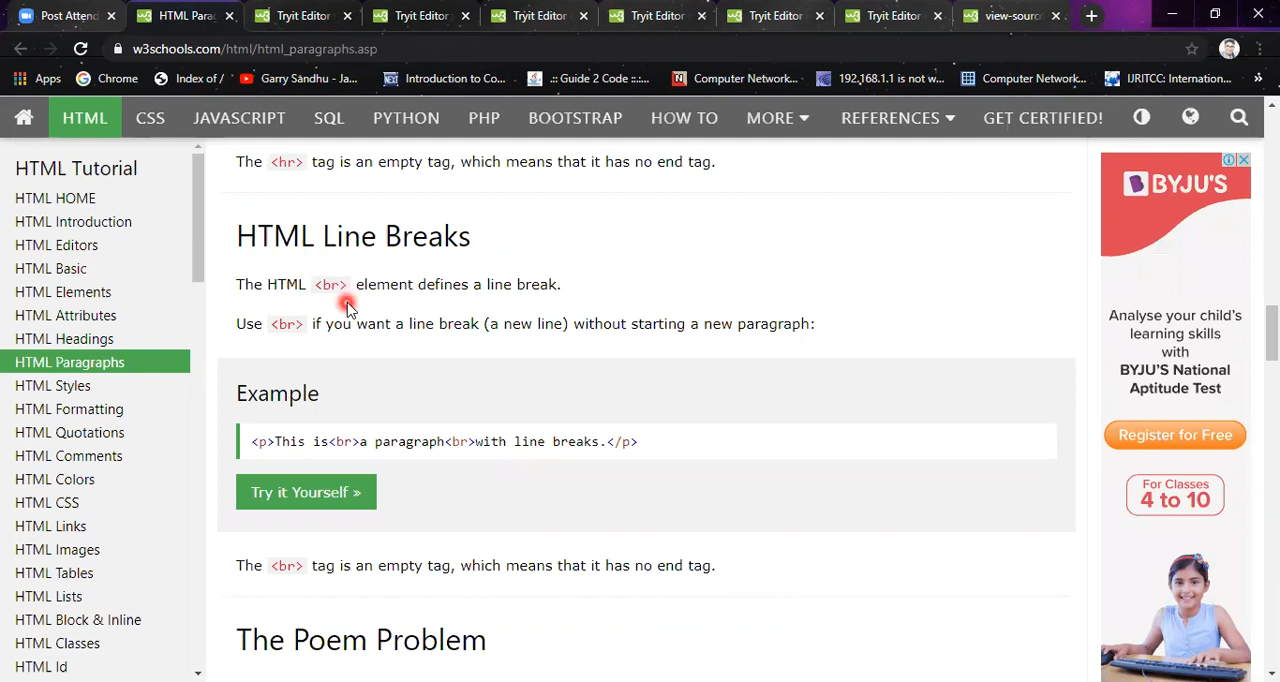 Post Attend
HTML Para
Tryit Editor
Tryit Editor
Tryit Editor
Tryit Editor
Tryit Editor
Tryit Editor
view-sourc
w3schools.com/html/html_paragraphs.asp
Apps
Chrome
Index of /
Garry Sandhu - Ja...
Introduction to Co...
.:: Guide 2 Code ::.…
Computer Network...
192.168.1.1 is not w...
Computer Network...
IJRITCC: Internation...
HTML
CSS
JAVASCRIPT
SQL
PYTHON
PHP
BOOTSTRAP
HOW TO
MORE
REFERENCES
GET CERTIFIED!
HTML Tutorial
HTML HOME
HTML Introduction
HTML Editors
HTML Basic
HTML Elements
HTML Attributes
HTML Headings
HTML Paragraphs
HTML Styles
HTML Formatting
HTML Quotations
HTML Comments
HTML Colors
HTML CSS
HTML Links
HTML Images
HTML Tables
HTML Lists
HTML Block & Inline
HTML Classes
HTML Id
The <hr> tag is an empty tag, which means that it has no end tag.
HTML Line Breaks
The HTML <br> element defines a line break.
Use <br> if you want a line break (a new line) without starting a new paragraph:
Example
<p>This is<br>a paragraph<br>with line breaks.</p>
Try it Yourself »
The <br> tag is an empty tag, which means that it has no end tag.
The Poem Problem
BYJU'S
Analyse your child's
learning skills
with
BYJU'S National
Aptitude Test
Register for Free
For Classes
4 to 10